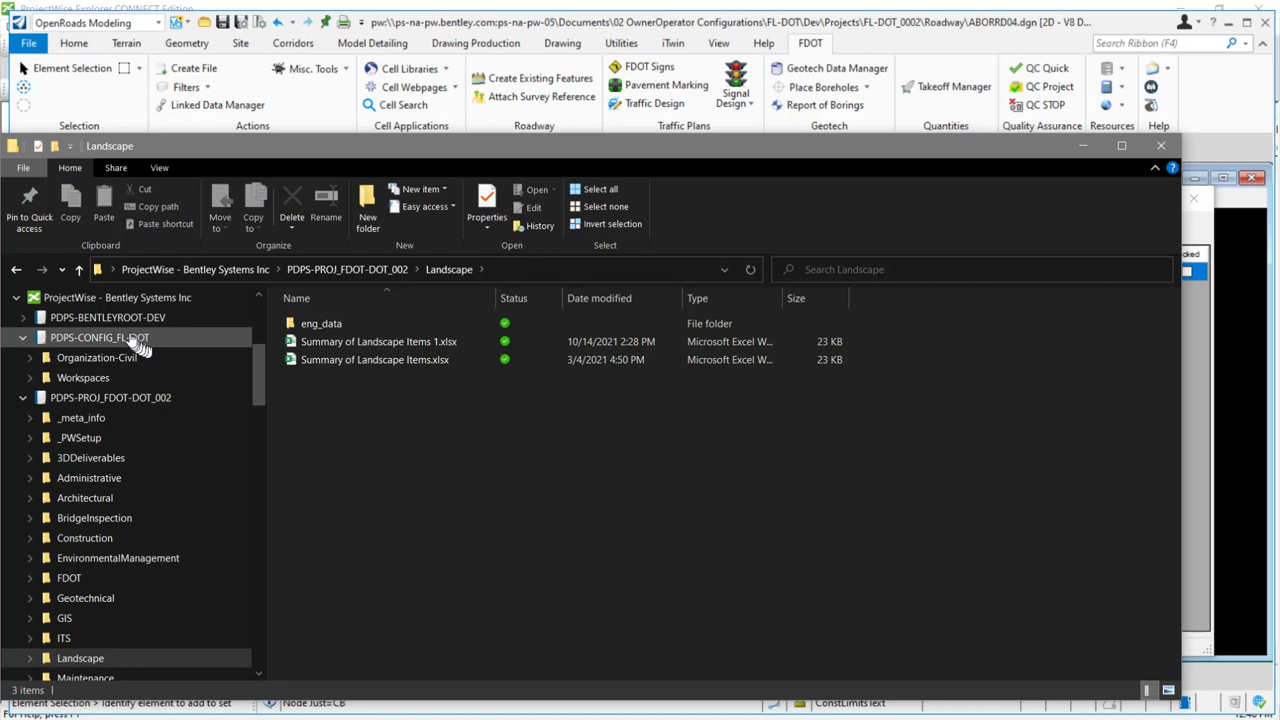 ProjectWise Explorer CONNECT Edition
OpenRoads Modeling
pwc:\\ps-na-pw.bentley.com:ps-na-pw-05\Documents\02 OwnerOperator Configurations\FL-DOT\Dev\Projects\FL-DOT_0002\Roadway\ABORRD04.dgn [2D - V8 D...
File Home Terrain Geometry Site Corridors Model Detailing Drawing Production Drawing Utilities iTwin View Help FDOT
Search Ribbon (F4)
Element Selection
Create File
Filters
Linked Data Manager
Misc. Tools
Cell Libraries
Cell Webpages
Cell Search
Create Existing Features
Attach Survey Reference
FDOT Signs
Pavement Marking
Traffic Design
Signal
Design
Geotech Data Manager
Place Boreholes
Report of Borings
Takeoff Manager
QC Quick
QC Project
QC STOP
Selection Actions Cell Applications Roadway Traffic Plans Geotech Quantities Quality Assurance Resources Help
Landscape
File Home Share View
Pin to Quick
access
Copy
Paste
Cut
Copy path
Paste shortcut
Move
to
Copy
to
Delete
Rename
New
folder
New item
Easy access
Properties
Open
Edit
History
Select all
Select none
Invert selection
Clipboard Organize New Open Select
ProjectWise - Bentley Systems Inc
PDPS-PROJ_FDOT-DOT_002
Landscape
Search Landscape
ProjectWise - Bentley Systems Inc
PDPS-BENTLEYROOT-DEV
PDPS-CONFIG_FL-DOT
Organization-Civil
Workspaces
PDPS-PROJ_FDOT-DOT_002
_meta_info
_PWSetup
3DDeliverables
Administrative
Architectural
BridgeInspection
Construction
EnvironmentalManagement
FDOT
Geotechnical
GIS
ITS
Landscape
Maintenance
Name Status Date modified Type Size
eng_data File folder
Summary of Landscape Items 1.xlsx 10/14/2021 2:28 PM Microsoft Excel W... 23 KB
Summary of Landscape Items.xlsx 3/4/2021 4:50 PM Microsoft Excel W... 23 KB
3 items
Element Selection > Identify element to add to set
Node Just=CB
ConstLimitsText